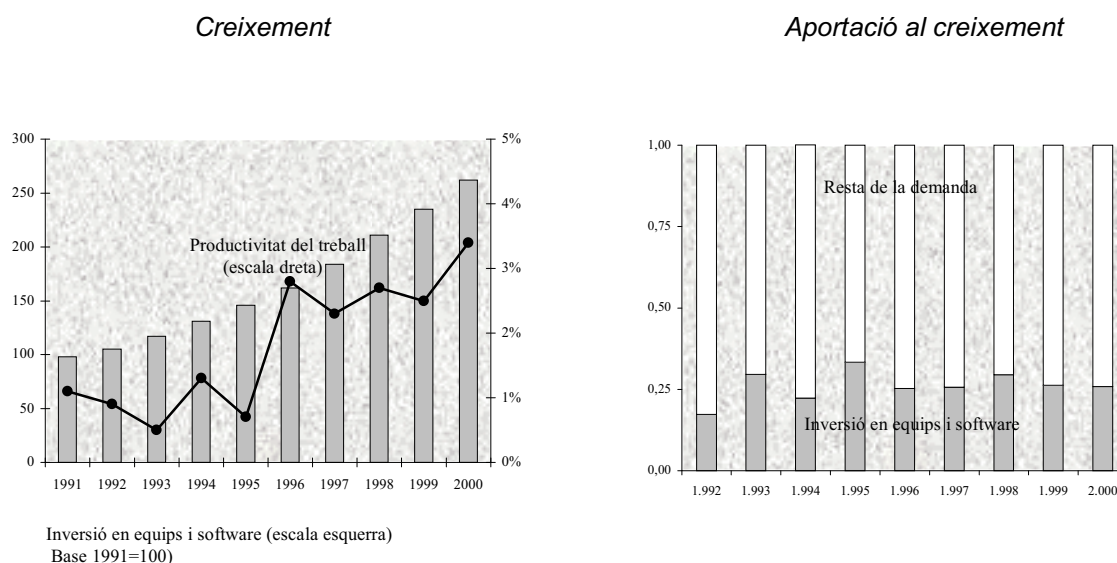 Creixement
Aportació al creixement
300
250
200
150
100
50
0
5%
4%
3%
2%
1%
0%
Productivitat del treball
(escala dreta)
1991 1992 1993 1994 1995 1996 1997 1998 1999 2000
Inversió en equips i software (escala esquerra)
Base 1991=100)
1,00
0,75
0,50
0,25
0,00
Resta de la demanda
Inversió en equips i software
1.992 1.993 1.994 1.995 1.996 1.997 1.998 1.999 2.000